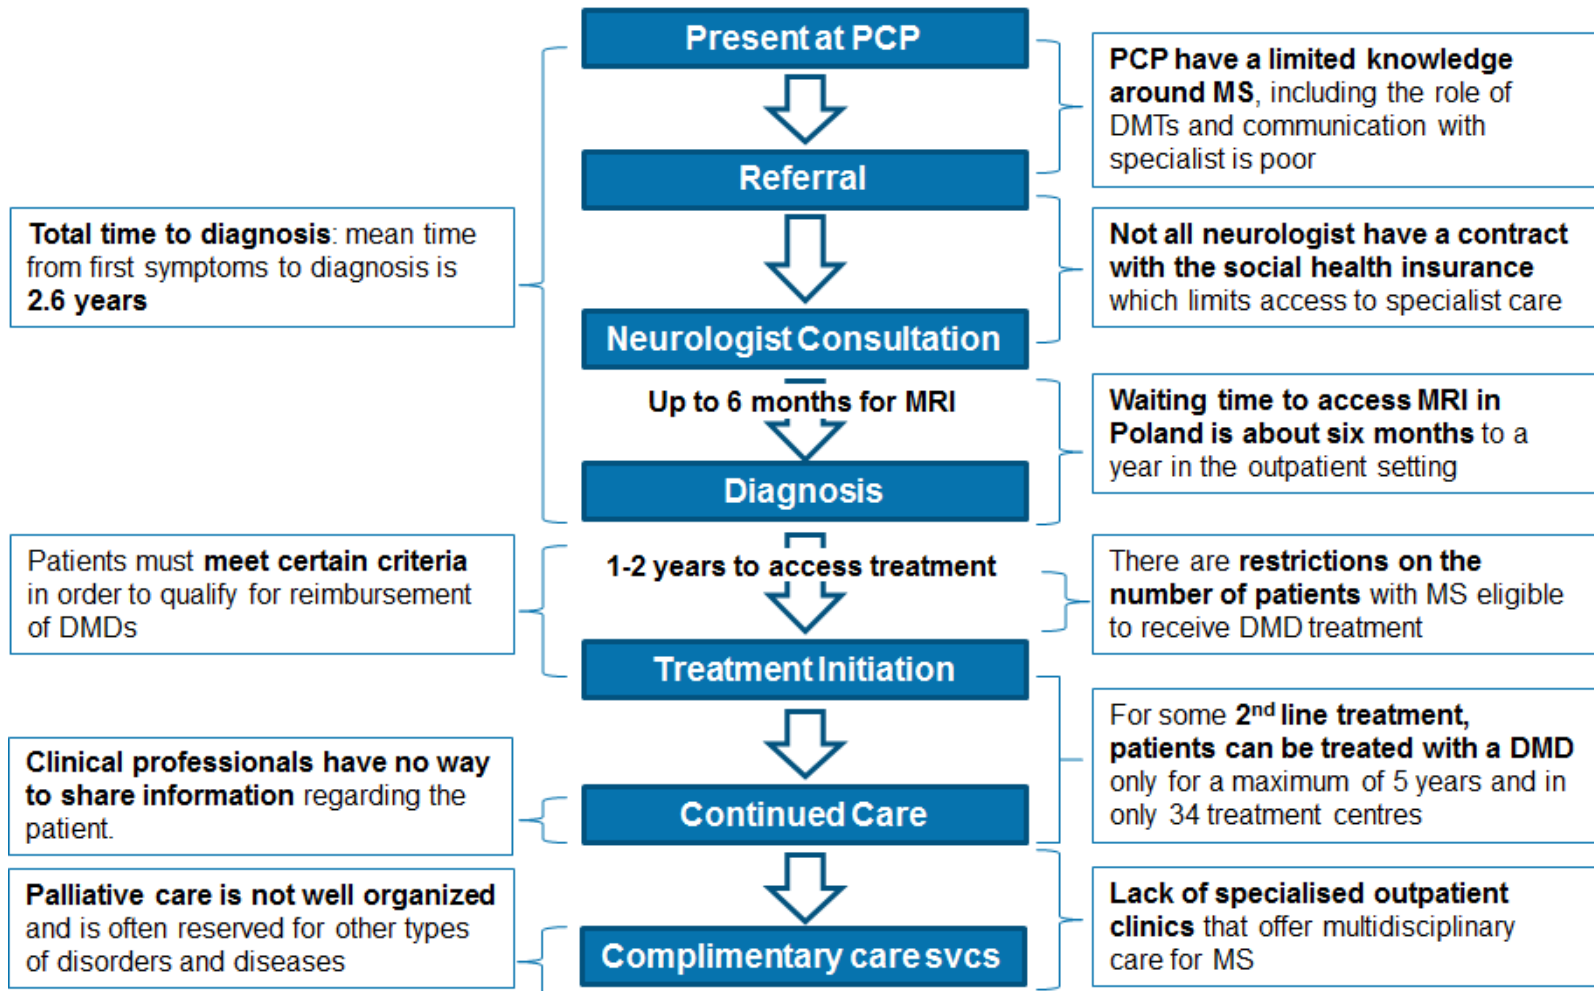 Present at PCP
PCP have a limited knowledge
around MS, including the role of
DMTs and communication with
specialist is poor
Referral
Total time to diagnosis: mean time
from first symptoms to diagnosis is
2.6 years
Not all neurologist have a contract
with the social health insurance
which limits access to specialist care
Neurologist Consultation
Up to 6 months for MRI
Waiting time to access MRI in
Poland is about six months to a
year in the outpatient setting
Diagnosis
Patients must meet certain criteria
in order to qualify for reimbursement
of DMDs
1-2 years to access treatment
There are restrictions on the
number of patients with MS eligible
to receive DMD treatment
Treatment Initiation
For some 2nd line treatment,
patients can be treated with a DMD
only for a maximum of 5 years and in
only 34 treatment centres
Clinical professionals have no way
to share information regarding the
patient.
Continued Care
Palliative care is not well organized
and is often reserved for other types
of disorders and diseases
Lack of specialised outpatient
clinics that offer multidisciplinary
care for MS
Complimentary care svcs